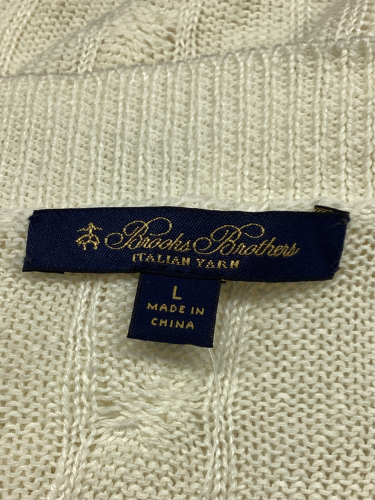 Brooks Brothers
ITALIAN YARN
L
MADE IN
CHINA